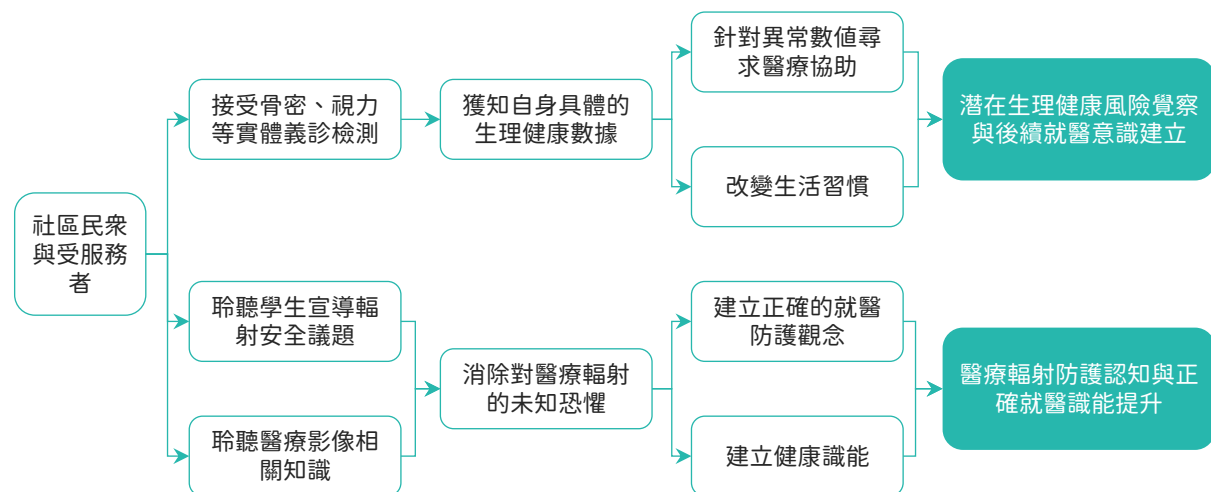 社區民眾
與受服務
者
接受骨密、視力
等實體義診檢測
獲知自身具體的
生理健康數據
針對異常數值尋
求醫療協助
改變生活習慣
潛在生理健康風險覺察
與後續就醫意識建立
聆聽學生宣導輻
射安全議題
聆聽醫療影像相
關知識
消除對醫療輻射
的未知恐懼
建立正確的就醫
防護觀念
建立健康識能
醫療輻射防護認知與正
確就醫識能提升